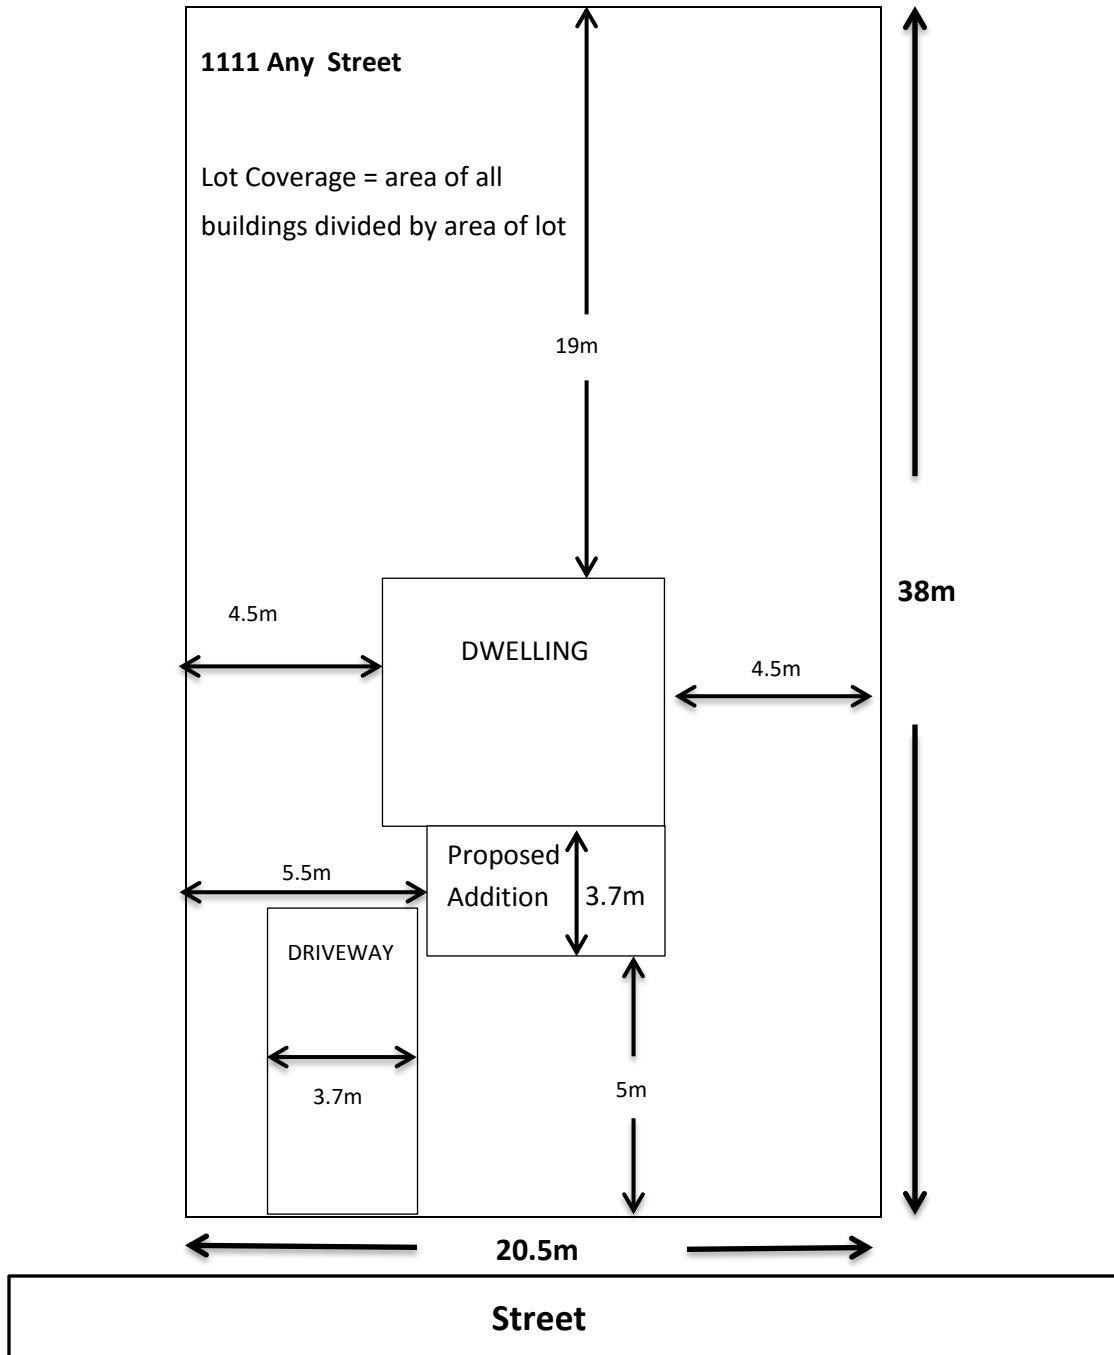 1111 Any  Street
Lot Coverage = area of all
buildings divided by area of lot
19m
38m
4.5m
DWELLING
4.5m
Proposed
Addition
3.7m
5.5m
DRIVEWAY
3.7m
5m
20.5m
Street